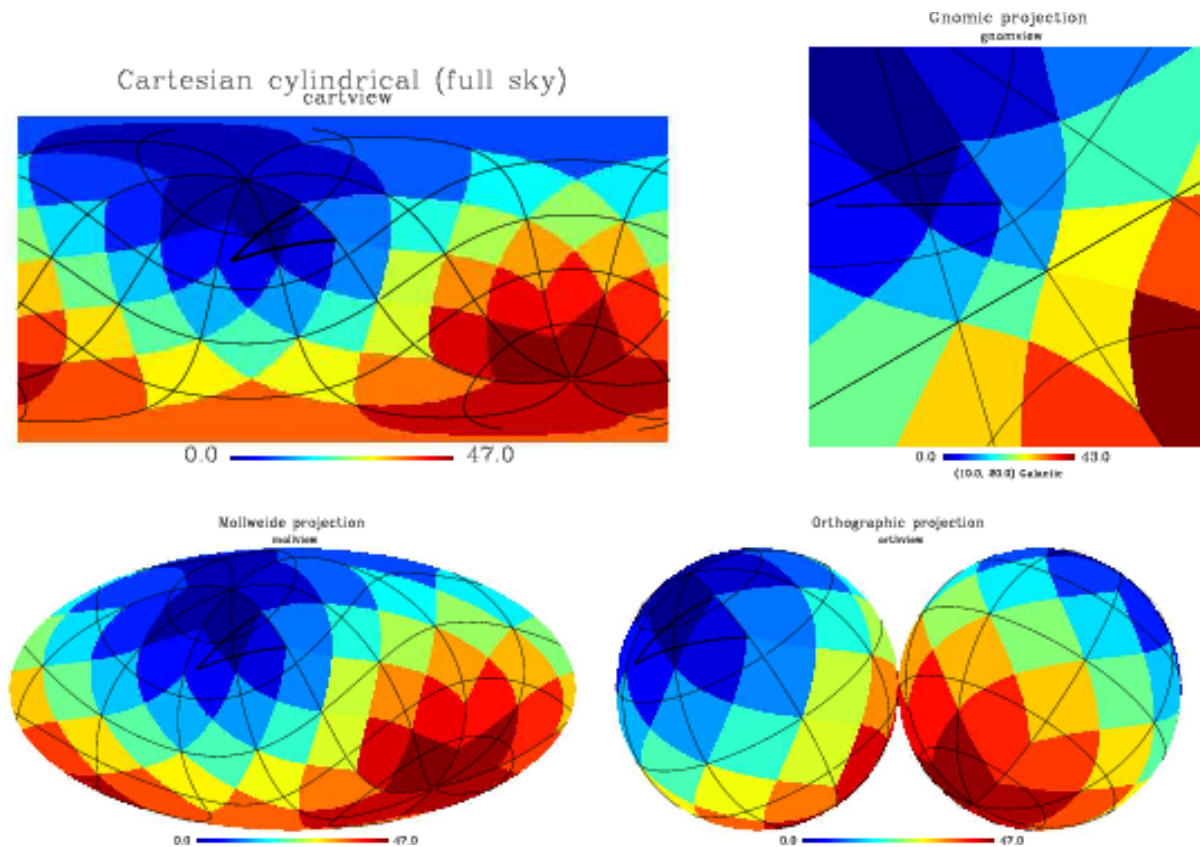 Gnomic projection
gnomview
Cartesian cylindrical (full sky)
cartview
0.0 47.0
0.0 43.0
(10.0, 20.0) Galactic
Mollweide projection
mollview
Orthographic projection
orthview
0.0 47.0
0.0 47.0